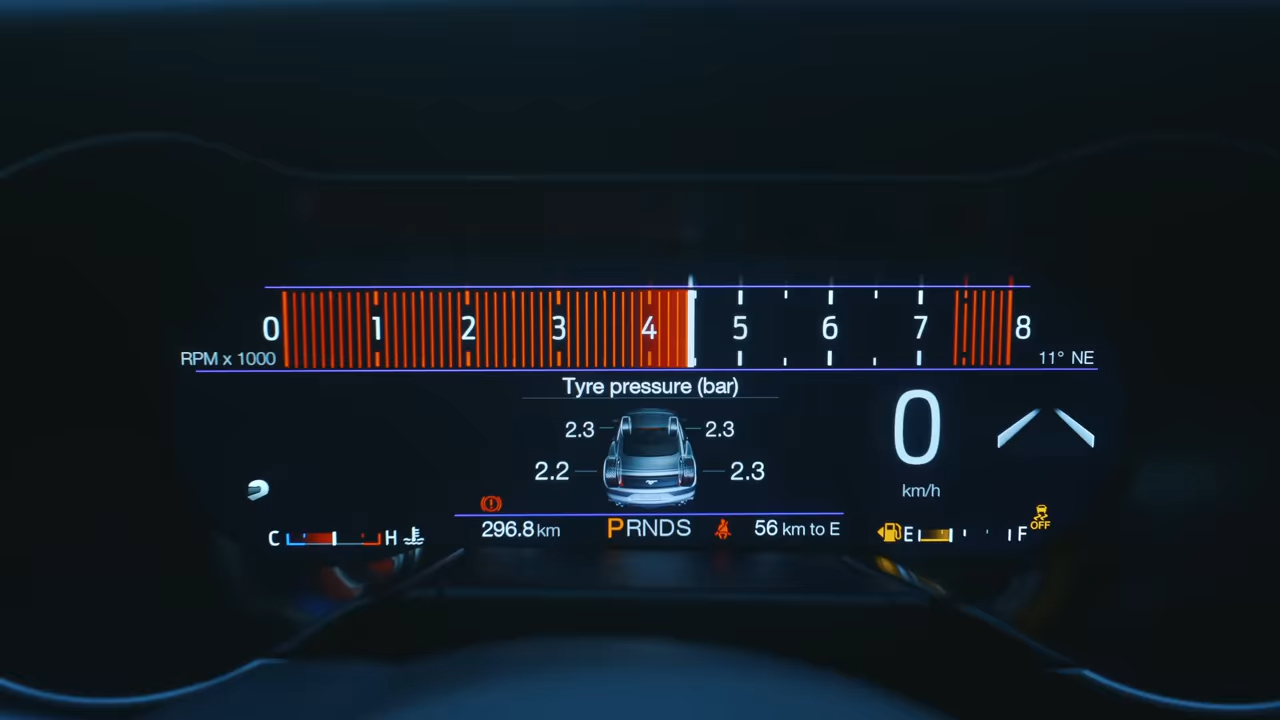 0 1 2 3 4 5 6 7 8
RPM x 1000
11° NE
Tyre pressure (bar)
2.3 2.3
2.2 2.3
0
km/h
296.8 km
PRNDS
56 km to E
C H
E F
OFF